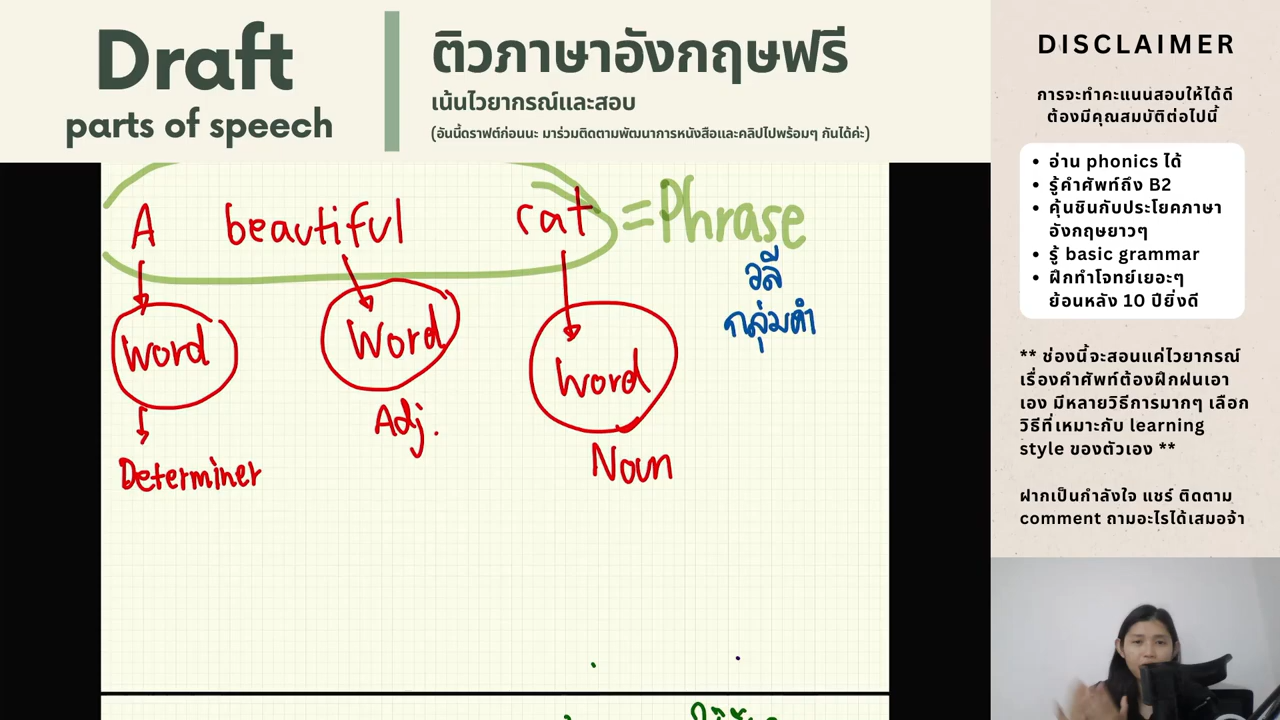 Draft
parts of speech
ติวภาษาอังกฤษฟรี
เน้นไวยากรณ์และสอบ
(อันนี้ดราฟต์ก่อนนะ มาร่วมติดตามพัฒนาการหนังสือและคลิปไปพร้อมๆ กันได้ค่ะ)
A beautiful cat = Phrase
วลี
กลุ่มคำ
word word word
Adj.
Determiner
Noun
DISCLAIMER
การจะทำคะแนนสอบให้ได้ดี
ต้องมีคุณสมบัติต่อไปนี้
• อ่าน phonics ได้
• รู้คำศัพท์ถึง B2
• คุ้นชินกับประโยคภาษา
อังกฤษยาวๆ
• รู้ basic grammar
• ฝึกทำโจทย์เยอะๆ
ย้อนหลัง 10 ปียิ่งดี
** ช่องนี้จะสอนแค่ไวยากรณ์
เรื่องคำศัพท์ต้องฝึกฝนเอา
เอง มีหลายวิธีการมากๆ เลือก
วิธีที่เหมาะกับ learning
style ของตัวเอง **
ฝากเป็นกำลังใจ แชร์ ติดตาม
comment ถามอะไรได้เสมอจ้า